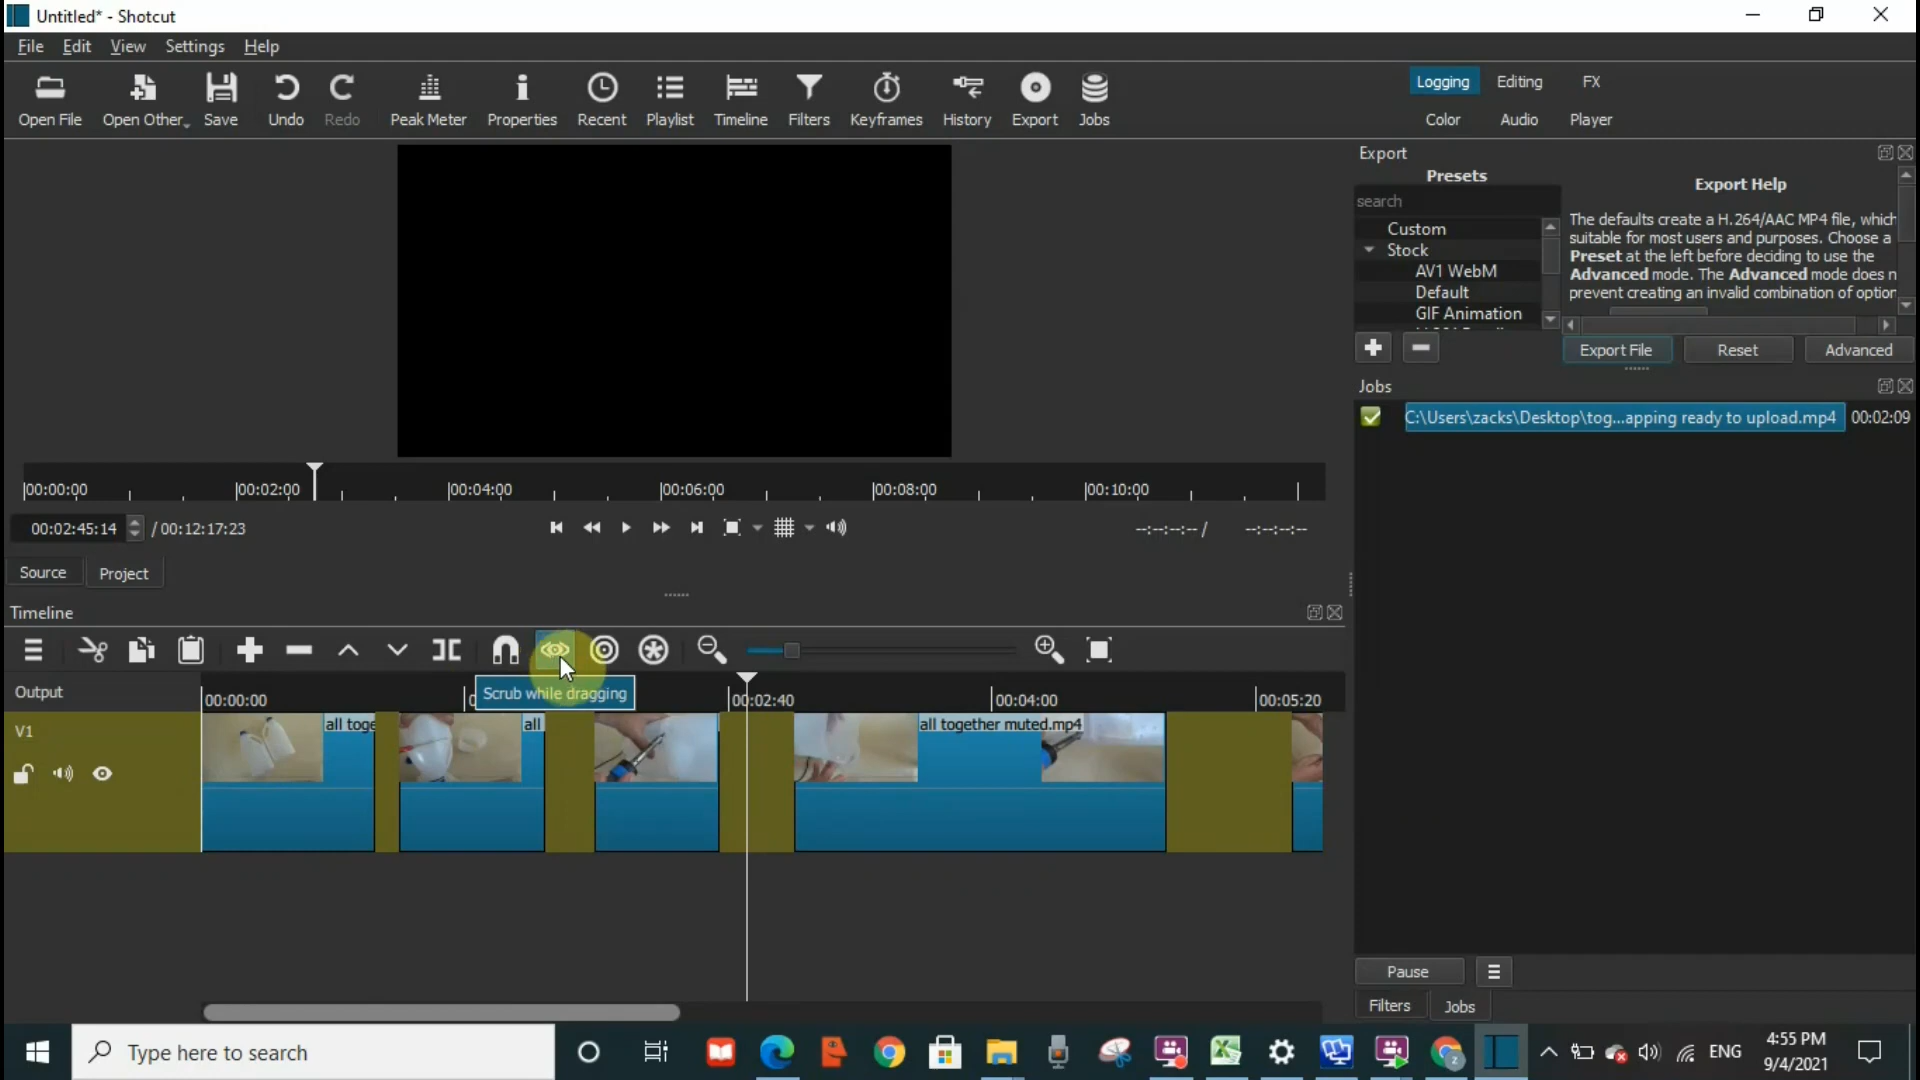 Untitled* - Shotcut
File Edit View Settings Help
Open File Open Other Save Undo Redo Peak Meter Properties Recent Playlist Timeline Filters Keyframes History Export Jobs
Logging Editing FX
Color Audio Player
Export
Presets
search
Custom
Stock
AV1 WebM
Default
GIF Animation
Export Help
The defaults create a H.264/AAC MP4 file, which
suitable for most users and purposes. Choose a
Preset at the left before deciding to use the
Advanced mode. The Advanced mode does n
prevent creating an invalid combination of option
Export File Reset Advanced
Jobs
C:\Users\zacks\Desktop\tog...apping ready to upload.mp4 00:02:09
00:00:00 00:02:00 00:04:00 00:06:00 00:08:00 00:10:00
00:02:45:14 / 00:12:17:23 --:--:--:-- / --:--:--:--
Source Project
Timeline
Scrub while dragging
Output 00:00:00 00:02:40 00:04:00 00:05:20
V1 all toge all all together muted.mp4
Pause
Filters Jobs
Type here to search
ENG
4:55 PM
9/4/2021